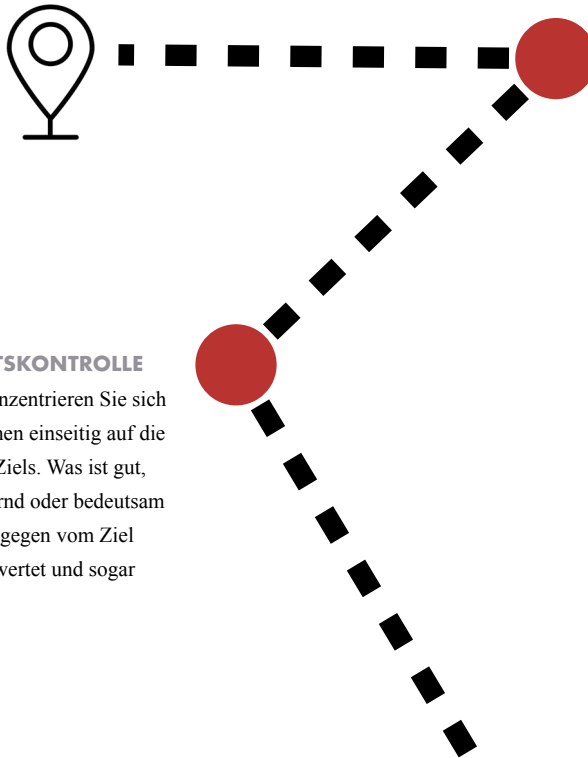 TSKONTROLLE
nzentrieren Sie sich
nen einseitig auf die
Ziels. Was ist gut,
rnd oder bedeutsam
gegen vom Ziel
wertet und sogar